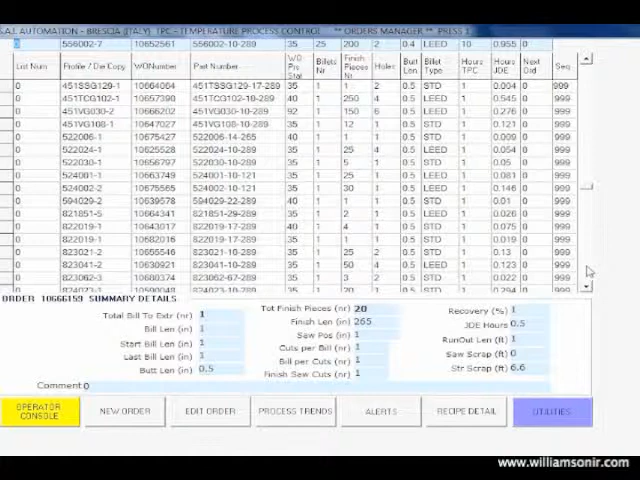 S.A.I. AUTOMATION - BRESCIA (ITALY) TPC - TEMPERATURE PROCESS CONTROL ** ORDERS MANAGER ** PRESS 1
0 556002-7 10652561 556002-10-289 35 25 200 2 0.4 LEED 10 0.955 0 999
List Num Profile / Die Copy WONumber Part Number WO Prs Stat Billets Nr Finish Pieces Nr Holes Butt Len Billet Type Hours TPC Hours JDE Next Ord Seq
0 451SSG129-1 10664064 451TSSG129-17-289 35 1 1 2 0.5 STD 1 0.004 0 999
0 451TCG102-1 10657390 451TCG102-10-289 40 1 250 4 0.5 LEED 1 0.545 0 999
0 451VG030-2 10666202 451VG030-10-289 92 1 150 6 0.5 LEED 1 0.276 0 999
0 451VG108-1 10647027 451VG108-10-289 35 1 12 1 0.5 STD 1 0.121 0 999
0 522006-1 10675427 522006-14-265 40 1 1 1 0.5 STD 1 0.009 0 999
0 522024-1 10625528 522024-10-289 35 1 25 4 0.5 LEED 1 0.054 0 999
0 522030-1 10656797 522030-10-289 35 1 5 1 0.5 STD 1 0.05 0 999
0 524001-3 10663749 524001-10-121 35 1 25 4 0.5 LEED 1 0.081 0 999
0 524002-2 10675565 524002-10-121 35 1 30 1 0.5 LEED 1 0.146 0 999
0 594029-2 10639578 594029-22-289 40 1 1 1 0.5 STD 1 0.01 0 999
0 821851-5 10664341 821851-29-289 35 1 2 1 0.5 LEED 1 0.026 0 999
0 822019-1 10643017 822019-17-289 40 1 4 1 0.5 STD 1 0.075 0 999
0 822019-1 10682016 822019-17-289 35 1 1 1 0.5 STD 1 0.019 0 999
0 823021-2 10655326 823021-10-289 35 1 25 2 0.5 STD 1 0.13 0 999
0 823041-2 10630921 823041-10-289 35 1 50 4 0.5 LEED 1 0.123 0 999
0 823062-3 10680374 823062-10-289 35 1 3 2 0.5 STD 1 0.022 0 999
ORDER 10666159 SUMMARY DETAILS
Total Bill To Extr (nr) 1
Bill Len (in) 1
Start Bill Len (in) 1
Last Bill Len (in) 1
Butt Len (in) 0.5
Tot Finish Pieces (nr) 20
Finish Len (in) 265
Sew Pos (in) 1
Cuts per Bill (nr) 1
Bill per Cuts (nr) 1
Finish Sew Cuts (nr) 1
Recovery (%) 1
JDE Hours 0.5
RunOut Len (ft) 1
Saw Scrap (ft) 0
Str Scrap (ft) 6.6
Comment 0
OPERATOR CONSOLE NEW ORDER EDIT ORDER PROCESS TRENDS ALERTS RECIPE DETAIL UTILITIES
www.williamsonir.com